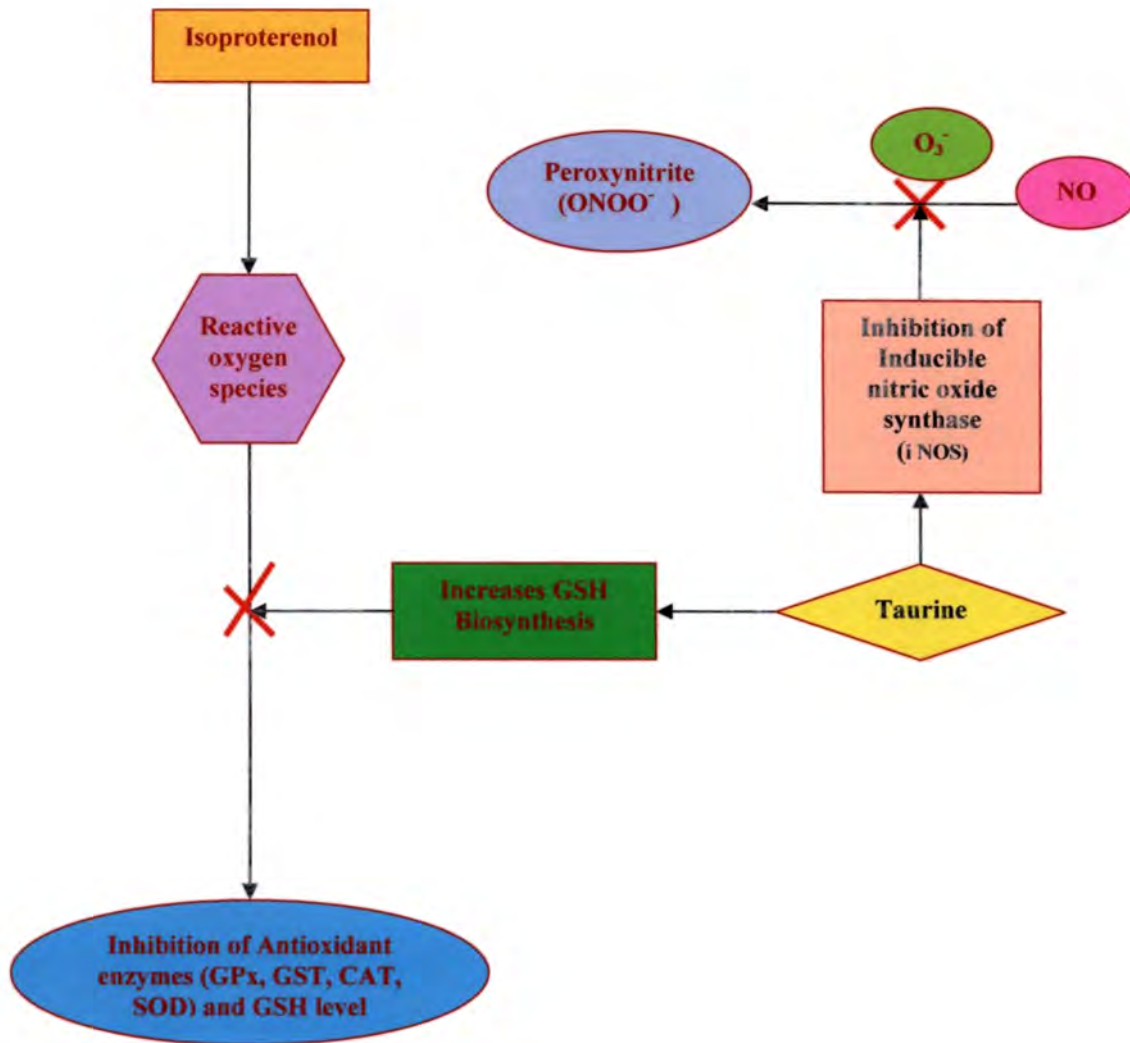 Isoproterenol
O₃⁻
Peroxynitrite
(ONOO⁻ )
NO
Reactive
oxygen
species
Inhibition of
Inducible
nitric oxide
synthase
(i NOS)
Increases GSH
Biosynthesis
Taurine
Inhibition of Antioxidant
enzymes (GPx, GST, CAT,
SOD) and GSH level